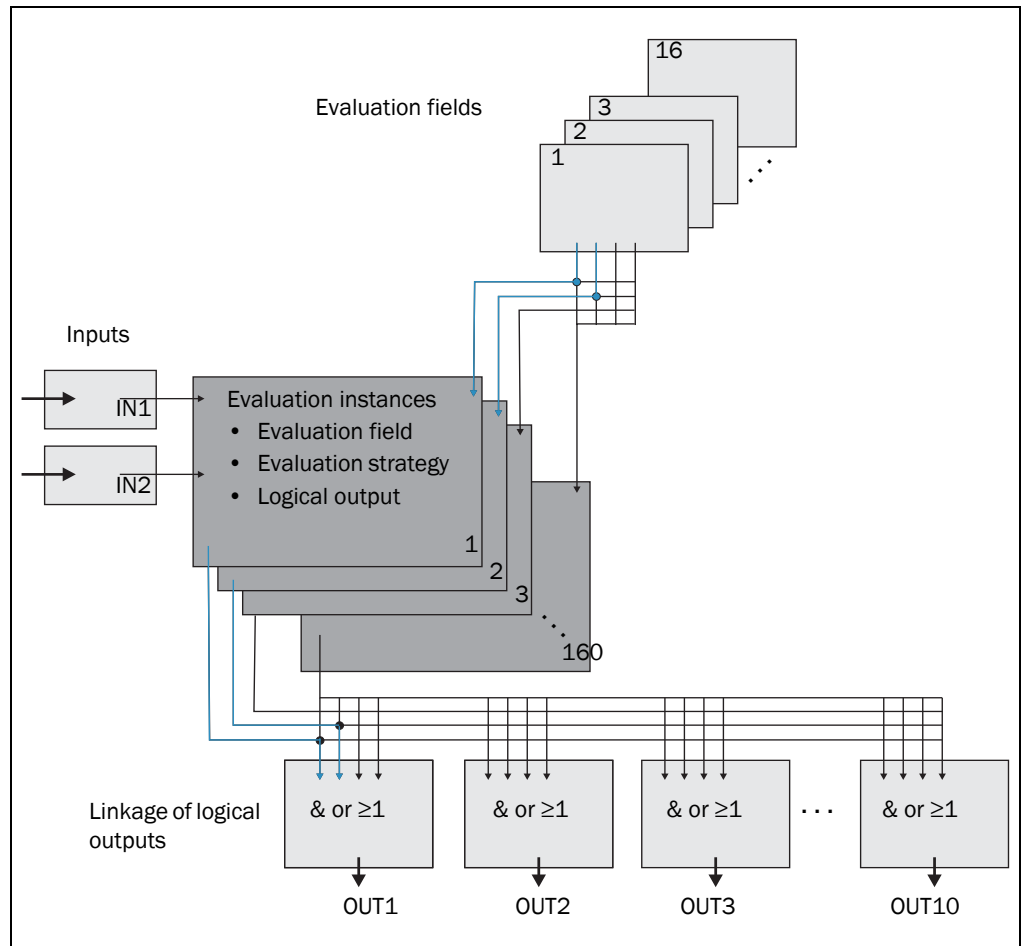 16
Evaluation fields
3
2
1
Inputs
IN1
IN2
Evaluation instances
• Evaluation field
• Evaluation strategy
• Logical output
1
2
3
160
Linkage of logical
outputs
& or ≥1
& or ≥1
& or ≥1
. . .
& or ≥1
OUT1
OUT2
OUT3
OUT10